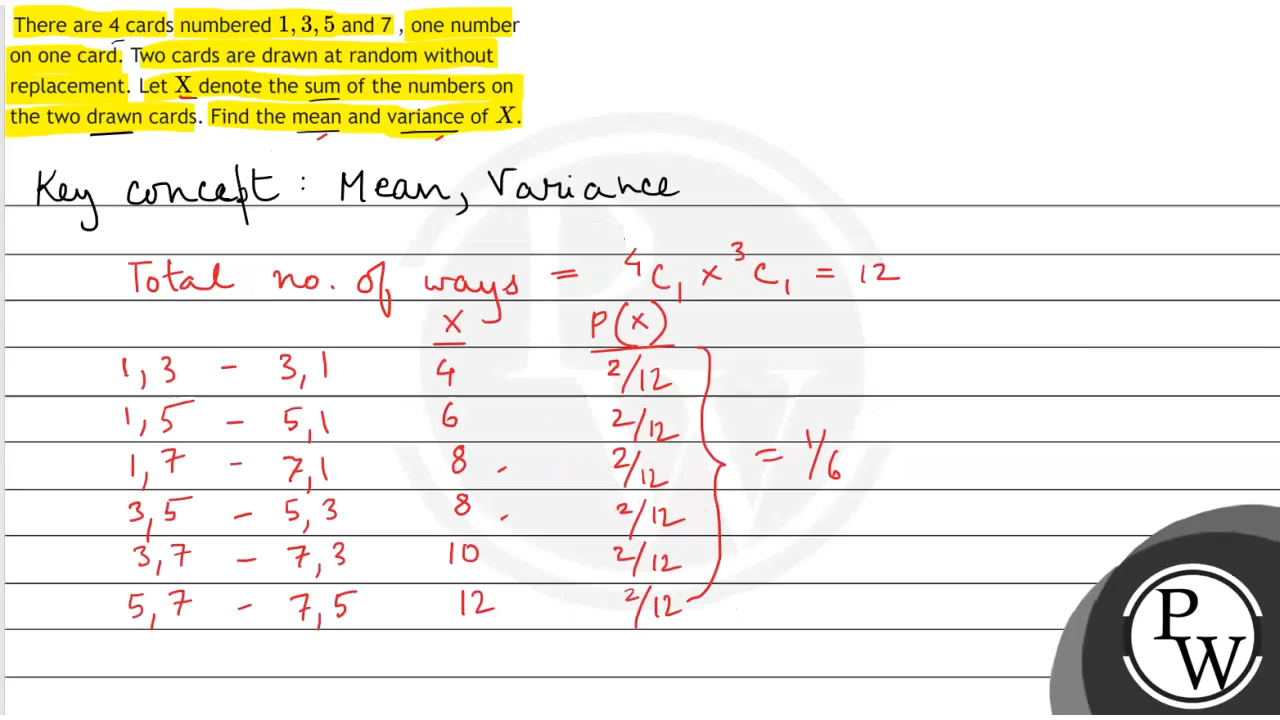 There are 4 cards numbered 1, 3, 5 and 7 , one number
on one card. Two cards are drawn at random without
replacement. Let X denote the sum of the numbers on
the two drawn cards. Find the mean and variance of X.
Key concept : Mean, Variance
Total no. of ways = ⁴C₁ × ³C₁ = 12
X P(X)
1,3 - 3,1 4 2/12
1,5 - 5,1 6 2/12
1,7 - 7,1 8 2/12 = 1/6
3,5 - 5,3 8 2/12
3,7 - 7,3 10 2/12
5,7 - 7,5 12 2/12
PW
PW